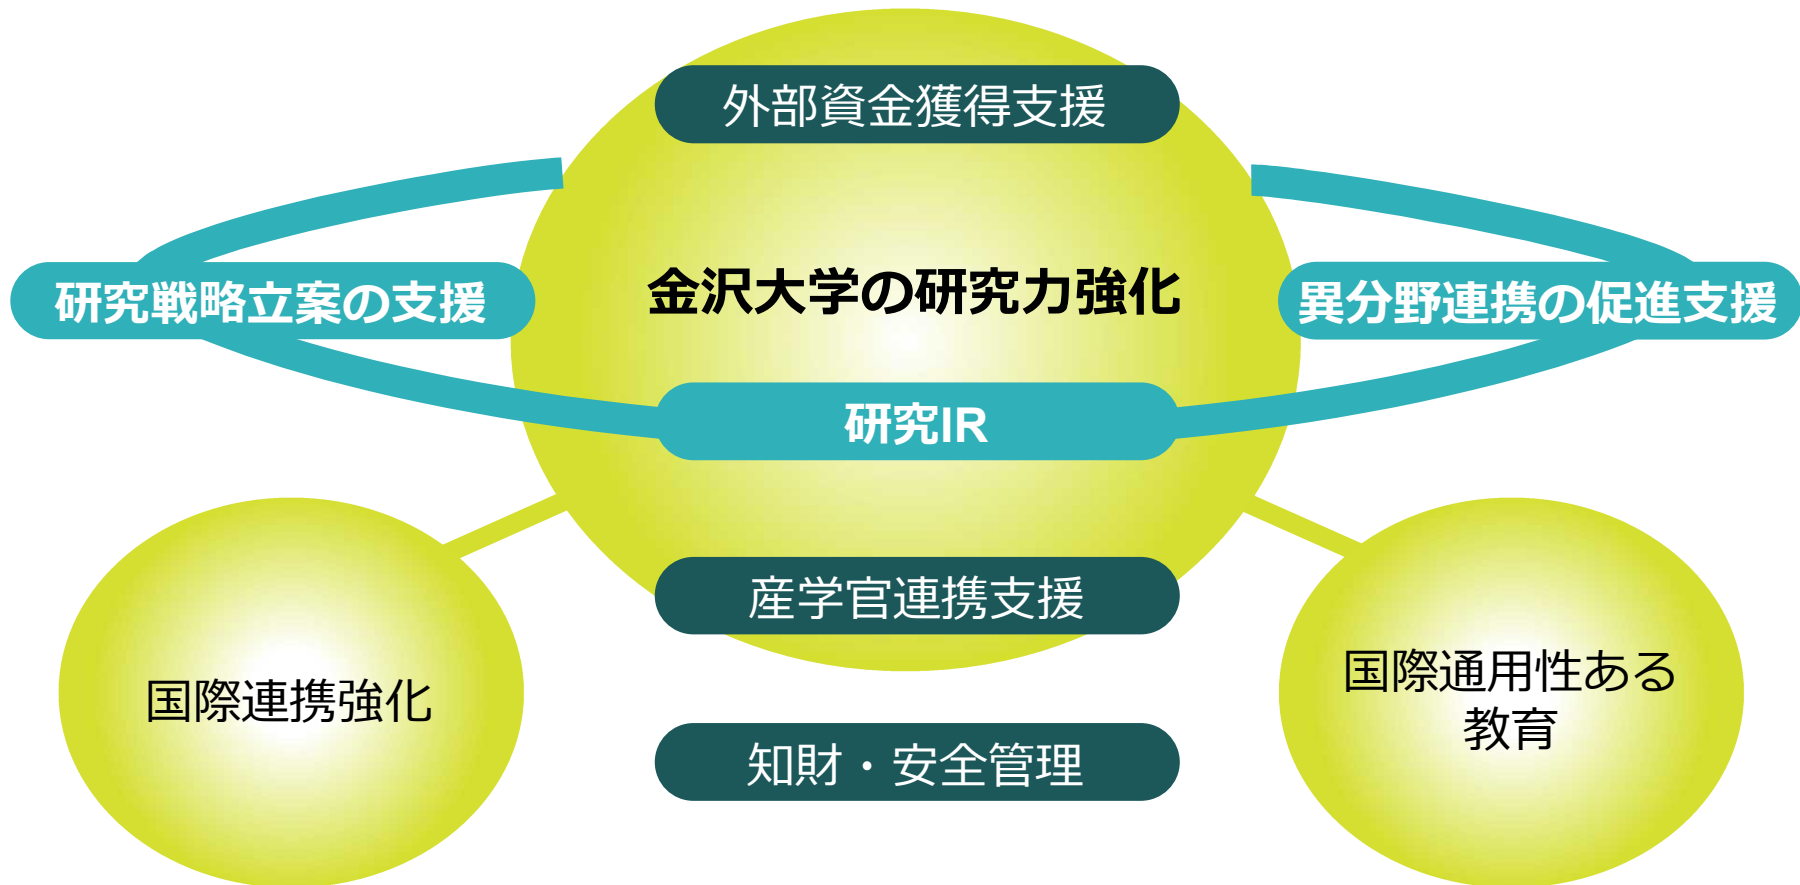 外部資金獲得支援
金沢大学の研究力強化
研究戦略立案の支援
異分野連携の促進支援
研究IR
産学官連携支援
国際連携強化
国際通用性ある
教育
知財・安全管理